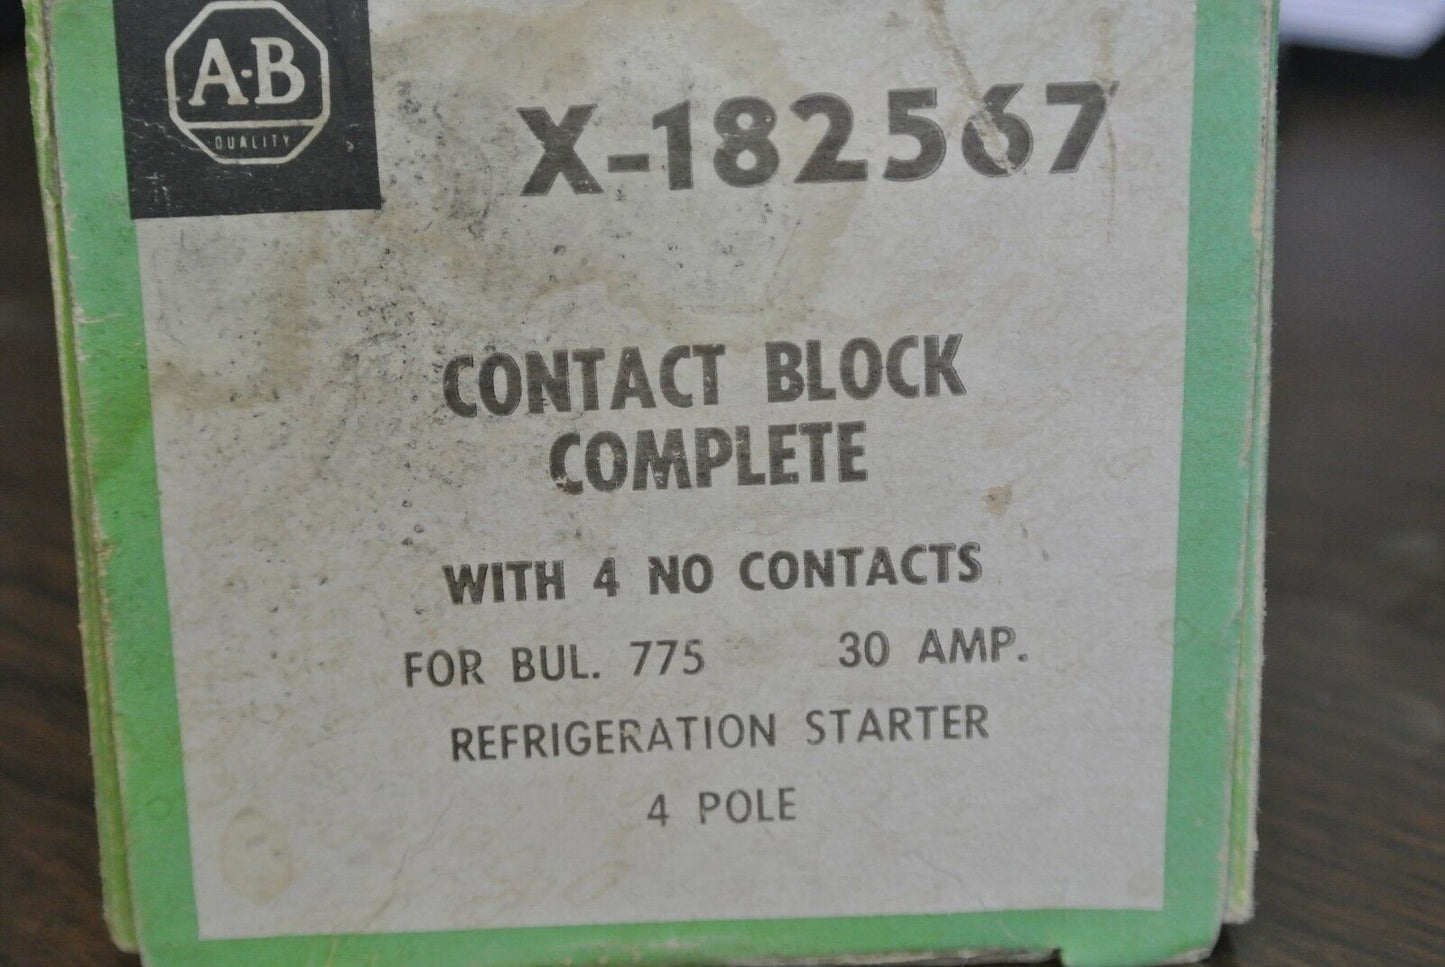 A-B
QUALITY
X-182567
CONTACT BLOCK
COMPLETE
WITH 4 NO CONTACTS
FOR BUL. 775 30 AMP.
REFRIGERATION STARTER
4 POLE